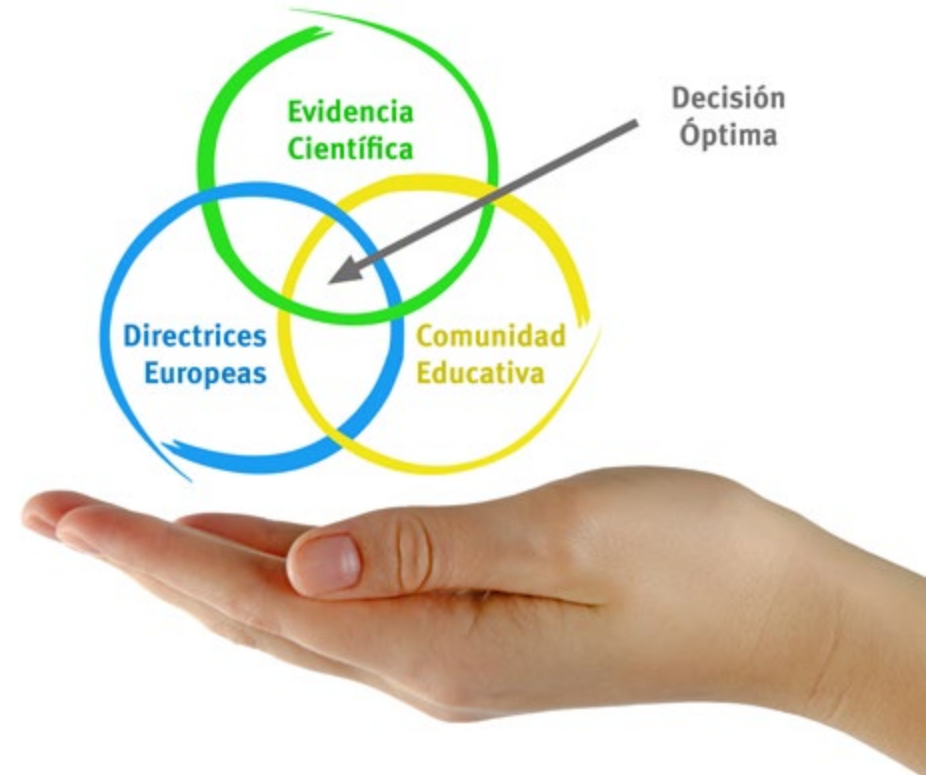 Evidencia
Científica
Decisión
Óptima
Directrices
Europeas
Comunidad
Educativa